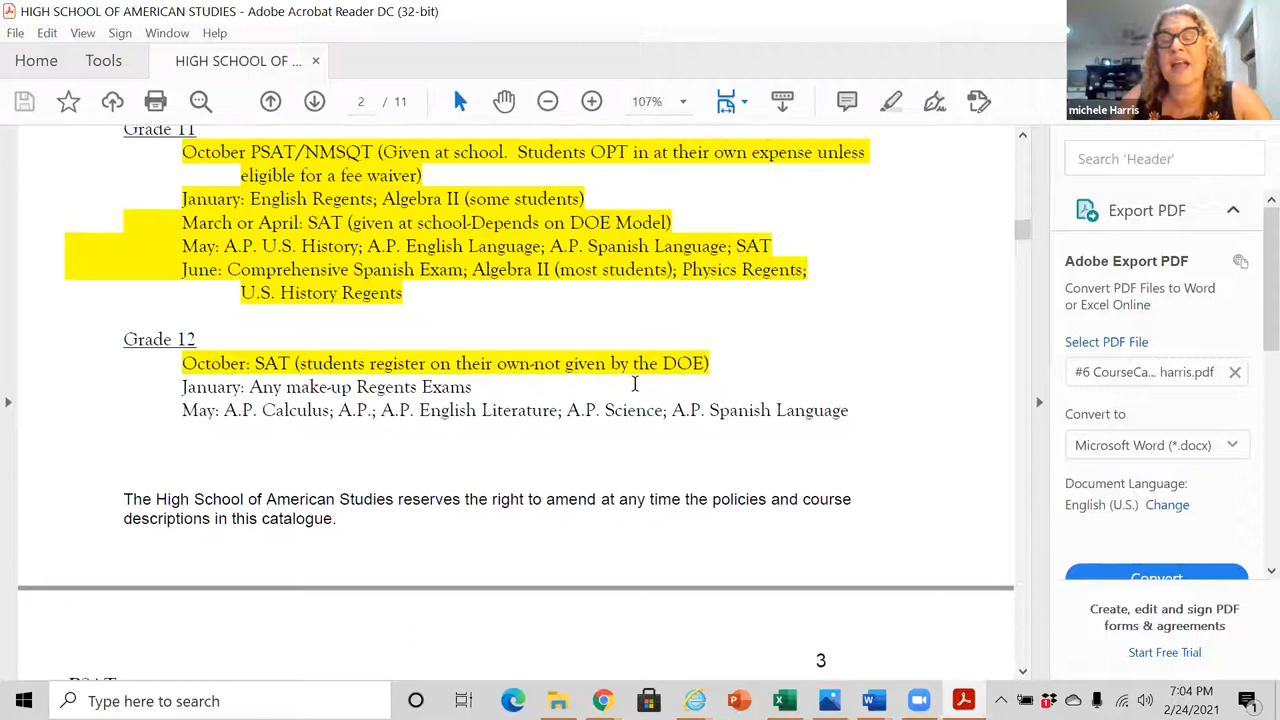 HIGH SCHOOL OF AMERICAN STUDIES - Adobe Acrobat Reader DC (32-bit)
File Edit View Sign Window Help
Home Tools HIGH SCHOOL OF ... ×
2 / 11 107%
michele Harris
Grade 11
October PSAT/NMSQT (Given at school. Students OPT in at their own expense unless
eligible for a fee waiver)
January: English Regents; Algebra II (some students)
March or April: SAT (given at school-Depends on DOE Model)
May: A.P. U.S. History; A.P. English Language; A.P. Spanish Language; SAT
June: Comprehensive Spanish Exam; Algebra II (most students); Physics Regents;
U.S. History Regents
Grade 12
October: SAT (students register on their own-not given by the DOE)
January: Any make-up Regents Exams
May: A.P. Calculus; A.P.; A.P. English Literature; A.P. Science; A.P. Spanish Language
The High School of American Studies reserves the right to amend at any time the policies and course
descriptions in this catalogue.
3
PSAT
Search 'Header'
Export PDF
Adobe Export PDF
Convert PDF Files to Word
or Excel Online
Select PDF File
#6 CourseCa... harris.pdf
Convert to
Microsoft Word (*.docx)
Document Language:
English (U.S.) Change
Convert
Create, edit and sign PDF
forms & agreements
Start Free Trial
Type here to search
7:04 PM
2/24/2021